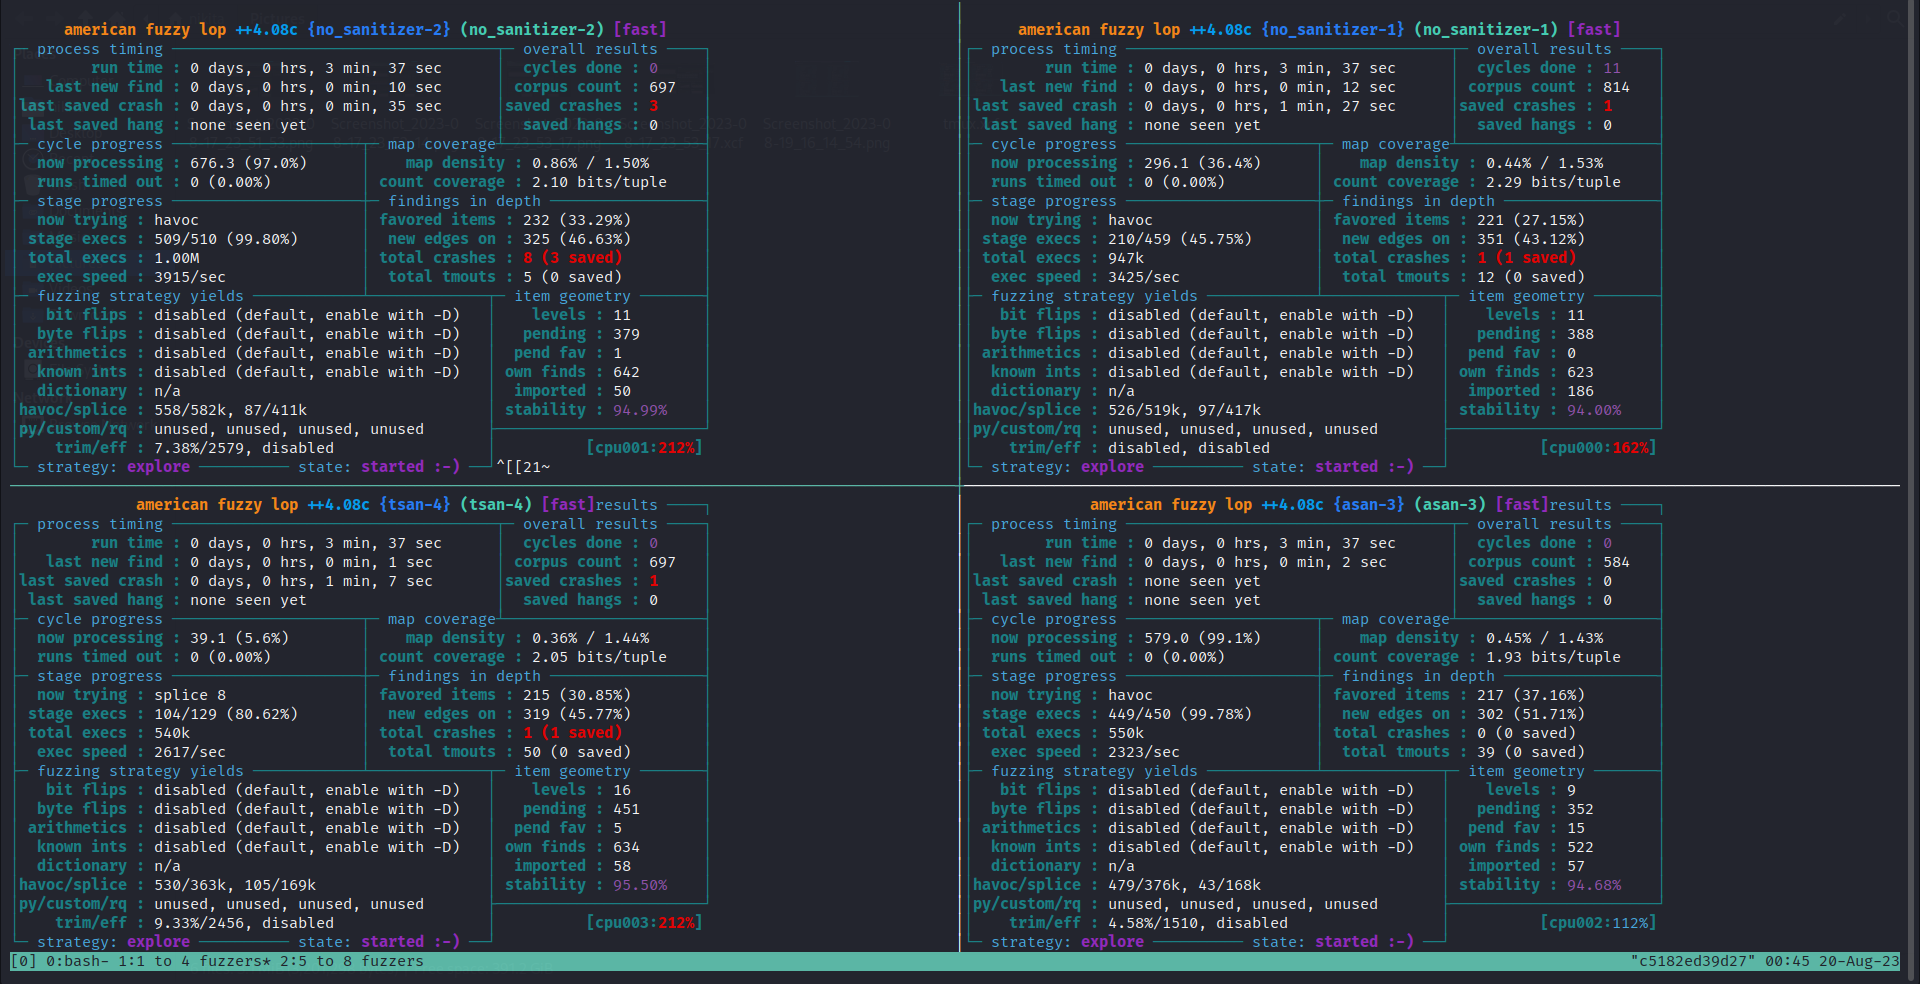 american fuzzy lop ++4.08c {no_sanitizer-2} (no_sanitizer-2) [fast]
process timing overall results
run time : 0 days, 0 hrs, 3 min, 37 sec cycles done : 0
last new find : 0 days, 0 hrs, 0 min, 10 sec corpus count : 697
last saved crash : 0 days, 0 hrs, 0 min, 35 sec saved crashes : 3
last saved hang : none seen yet saved hangs : 0
cycle progress map coverage
now processing : 676.3 (97.0%) map density : 0.86% / 1.50%
runs timed out : 0 (0.00%) count coverage : 2.10 bits/tuple
stage progress findings in depth
now trying : havoc favored items : 232 (33.29%)
stage execs : 509/510 (99.80%) new edges on : 325 (46.63%)
total execs : 1.00M total crashes : 8 (3 saved)
exec speed : 3915/sec total tmouts : 5 (0 saved)
fuzzing strategy yields item geometry
bit flips : disabled (default, enable with -D) levels : 11
byte flips : disabled (default, enable with -D) pending : 379
arithmetics : disabled (default, enable with -D) pend fav : 1
known ints : disabled (default, enable with -D) own finds : 642
dictionary : n/a imported : 50
havoc/splice : 558/582k, 87/411k stability : 94.99%
py/custom/rq : unused, unused, unused, unused
trim/eff : 7.38%/2579, disabled [cpu001:212%]
strategy: explore state: started :-) ^[[21~
american fuzzy lop ++4.08c {no_sanitizer-1} (no_sanitizer-1) [fast]
process timing overall results
run time : 0 days, 0 hrs, 3 min, 37 sec cycles done : 11
last new find : 0 days, 0 hrs, 0 min, 12 sec corpus count : 814
last saved crash : 0 days, 0 hrs, 1 min, 27 sec saved crashes : 1
last saved hang : none seen yet saved hangs : 0
cycle progress map coverage
now processing : 296.1 (36.4%) map density : 0.44% / 1.53%
runs timed out : 0 (0.00%) count coverage : 2.29 bits/tuple
stage progress findings in depth
now trying : havoc favored items : 221 (27.15%)
stage execs : 210/459 (45.75%) new edges on : 351 (43.12%)
total execs : 947k total crashes : 1 (1 saved)
exec speed : 3425/sec total tmouts : 12 (0 saved)
fuzzing strategy yields item geometry
bit flips : disabled (default, enable with -D) levels : 11
byte flips : disabled (default, enable with -D) pending : 388
arithmetics : disabled (default, enable with -D) pend fav : 0
known ints : disabled (default, enable with -D) own finds : 623
dictionary : n/a imported : 186
havoc/splice : 526/519k, 97/417k stability : 94.00%
py/custom/rq : unused, unused, unused, unused
trim/eff : disabled, disabled [cpu000:162%]
strategy: explore state: started :-)
american fuzzy lop ++4.08c {tsan-4} (tsan-4) [fast]results
process timing overall results
run time : 0 days, 0 hrs, 3 min, 37 sec cycles done : 0
last new find : 0 days, 0 hrs, 0 min, 1 sec corpus count : 697
last saved crash : 0 days, 0 hrs, 1 min, 7 sec saved crashes : 1
last saved hang : none seen yet saved hangs : 0
cycle progress map coverage
now processing : 39.1 (5.6%) map density : 0.36% / 1.44%
runs timed out : 0 (0.00%) count coverage : 2.05 bits/tuple
stage progress findings in depth
now trying : splice 8 favored items : 215 (30.85%)
stage execs : 104/129 (80.62%) new edges on : 319 (45.77%)
total execs : 540k total crashes : 1 (1 saved)
exec speed : 2617/sec total tmouts : 50 (0 saved)
fuzzing strategy yields item geometry
bit flips : disabled (default, enable with -D) levels : 16
byte flips : disabled (default, enable with -D) pending : 451
arithmetics : disabled (default, enable with -D) pend fav : 5
known ints : disabled (default, enable with -D) own finds : 634
dictionary : n/a imported : 58
havoc/splice : 530/363k, 105/169k stability : 95.50%
py/custom/rq : unused, unused, unused, unused
trim/eff : 9.33%/2456, disabled [cpu003:212%]
strategy: explore state: started :-)
american fuzzy lop ++4.08c {asan-3} (asan-3) [fast]results
process timing overall results
run time : 0 days, 0 hrs, 3 min, 37 sec cycles done : 0
last new find : 0 days, 0 hrs, 0 min, 2 sec corpus count : 584
last saved crash : none seen yet saved crashes : 0
last saved hang : none seen yet saved hangs : 0
cycle progress map coverage
now processing : 579.0 (99.1%) map density : 0.45% / 1.43%
runs timed out : 0 (0.00%) count coverage : 1.93 bits/tuple
stage progress findings in depth
now trying : havoc favored items : 217 (37.16%)
stage execs : 449/450 (99.78%) new edges on : 302 (51.71%)
total execs : 550k total crashes : 0 (0 saved)
exec speed : 2323/sec total tmouts : 39 (0 saved)
fuzzing strategy yields item geometry
bit flips : disabled (default, enable with -D) levels : 9
byte flips : disabled (default, enable with -D) pending : 352
arithmetics : disabled (default, enable with -D) pend fav : 15
known ints : disabled (default, enable with -D) own finds : 522
dictionary : n/a imported : 57
havoc/splice : 479/376k, 43/168k stability : 94.68%
py/custom/rq : unused, unused, unused, unused
trim/eff : 4.58%/1510, disabled [cpu002:112%]
strategy: explore state: started :-)
[0] 0:bash- 1:1 to 4 fuzzers* 2:5 to 8 fuzzers "c5182ed39d27" 00:45 20-Aug-23